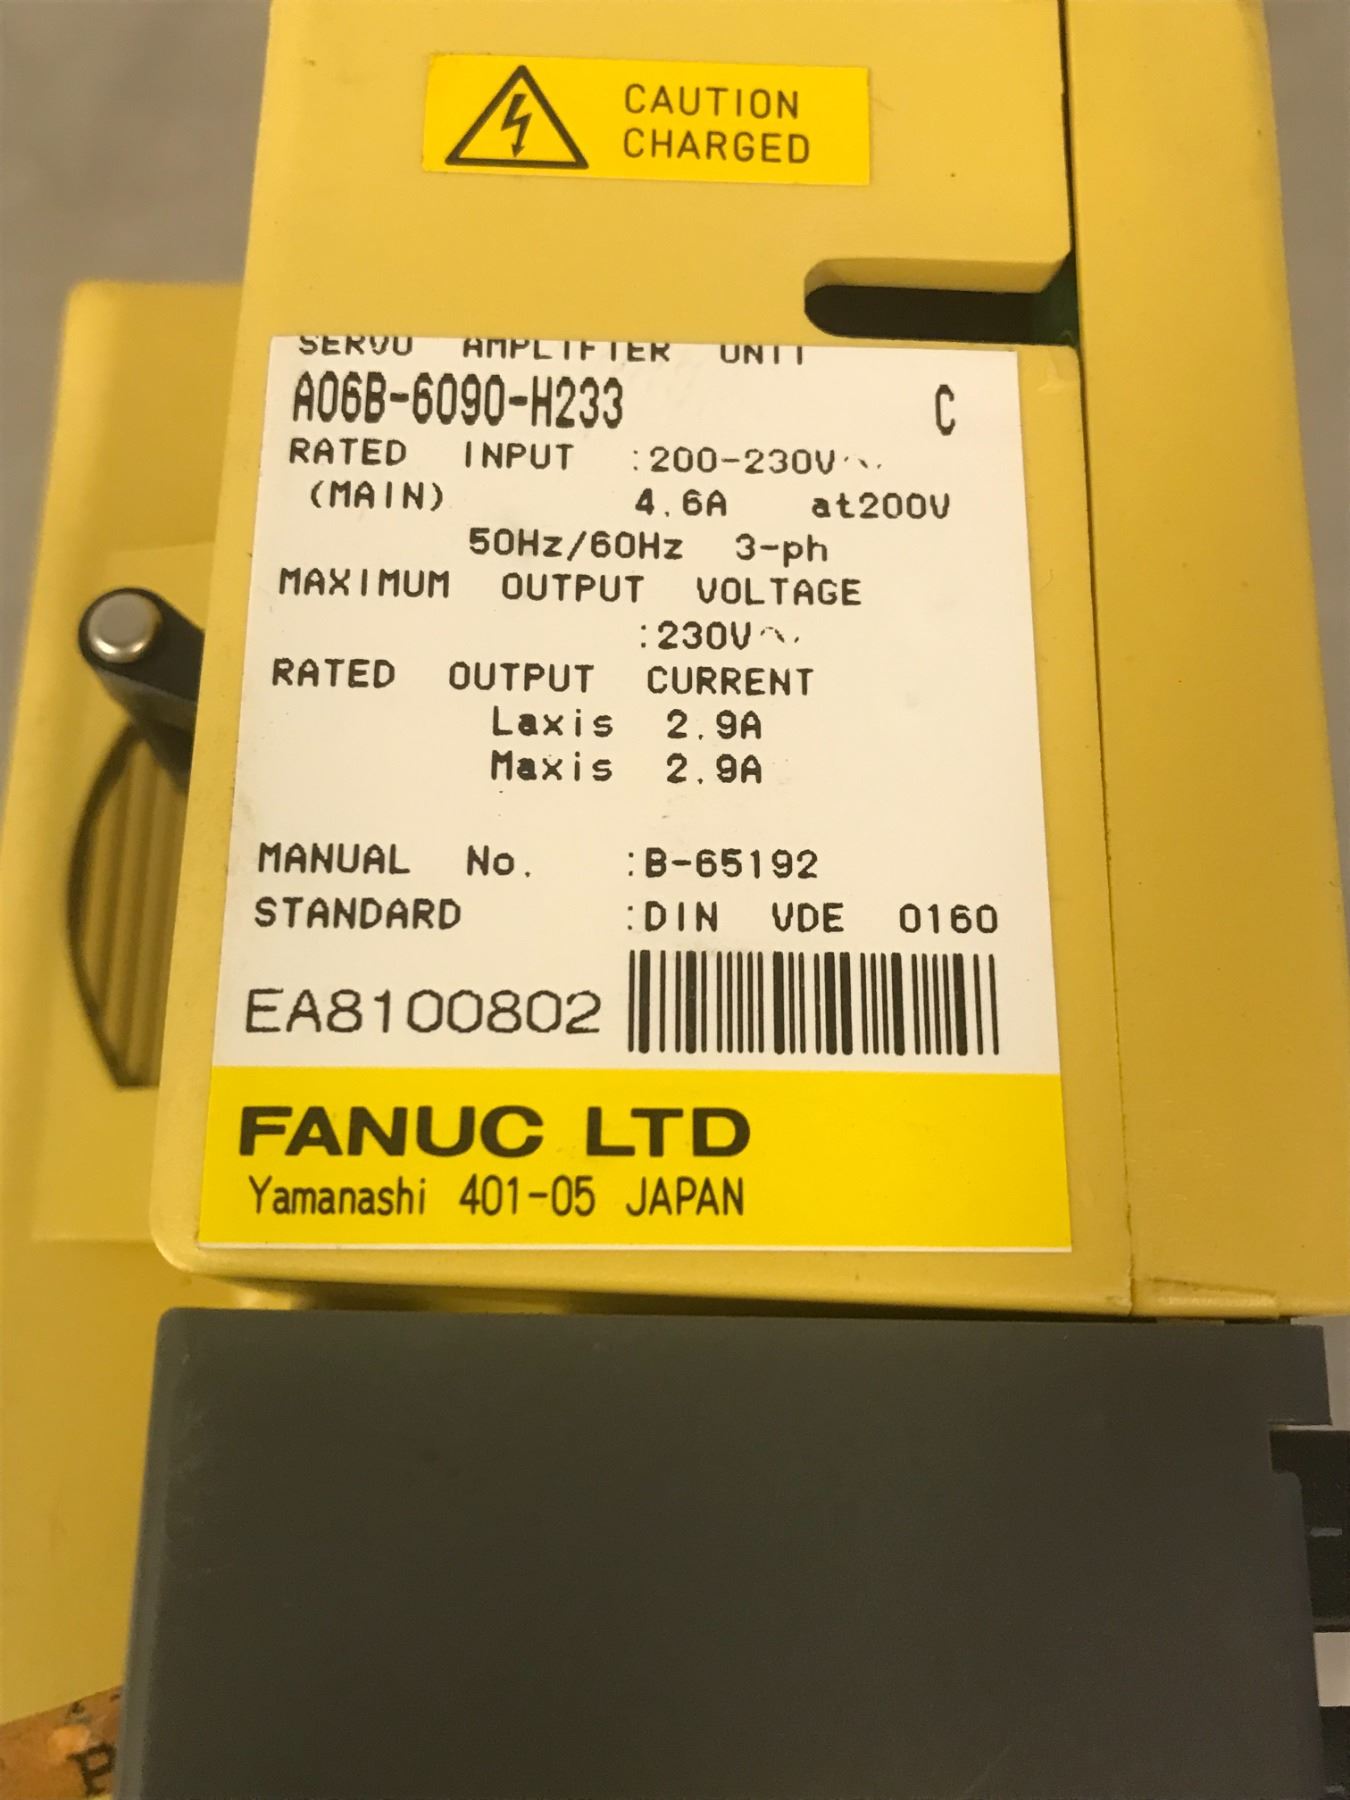 CAUTION
CHARGED
SERVO AMPLIFIER UNIT
A06B-6090-H233 C
RATED INPUT :200-230V~
(MAIN) 4.6A at200V
50Hz/60Hz 3-ph
MAXIMUM OUTPUT VOLTAGE
:230V~
RATED OUTPUT CURRENT
Laxis 2.9A
Maxis 2.9A
MANUAL No. :B-65192
STANDARD :DIN VDE 0160
EA8100802
FANUC LTD
Yamanashi 401-05 JAPAN